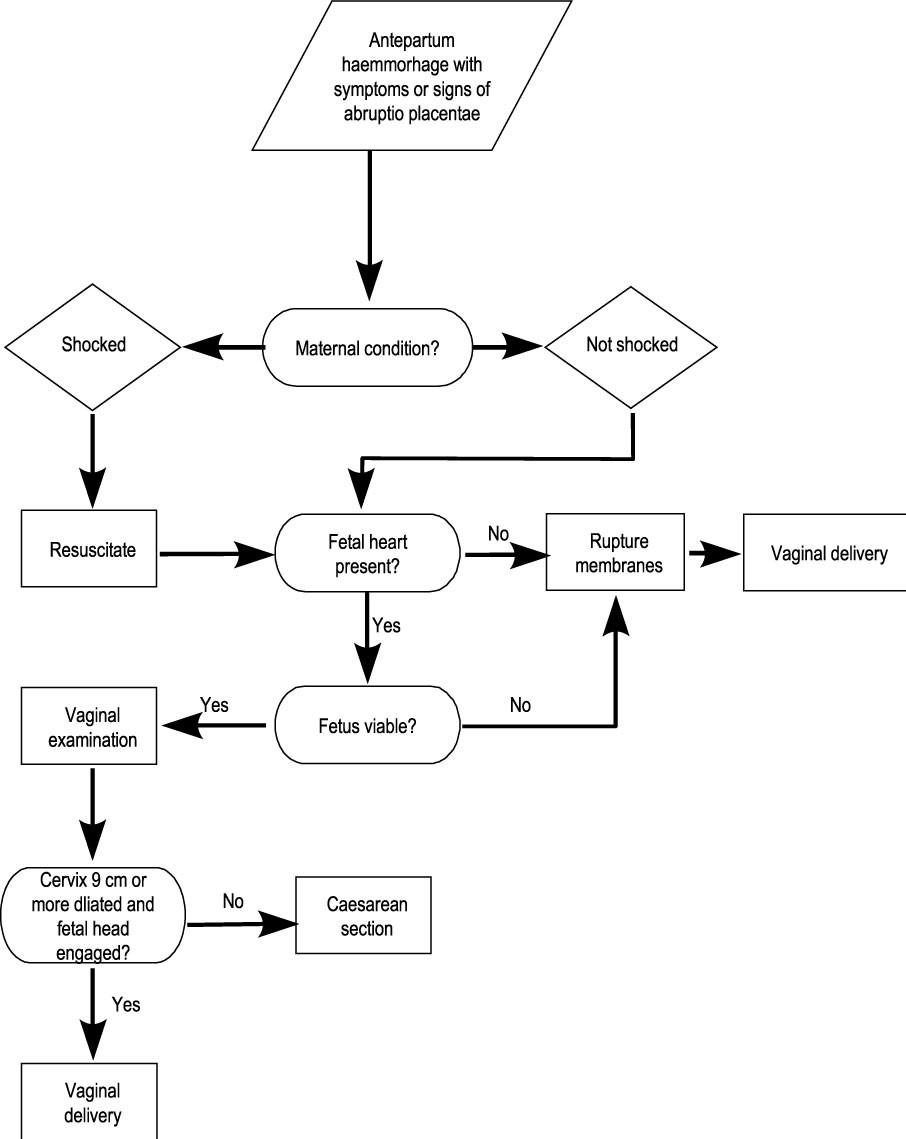 Antepartum
haemmorhage with
symptoms or signs of
abruptio placentae
Shocked
Maternal condition?
Not shocked
Resuscitate
Fetal heart
present?
No
Rupture
membranes
Vaginal delivery
Yes
Vaginal
examination
Yes
Fetus viable?
No
Cervix 9 cm or
more dliated and
fetal head
engaged?
No
Caesarean
section
Yes
Vaginal
delivery